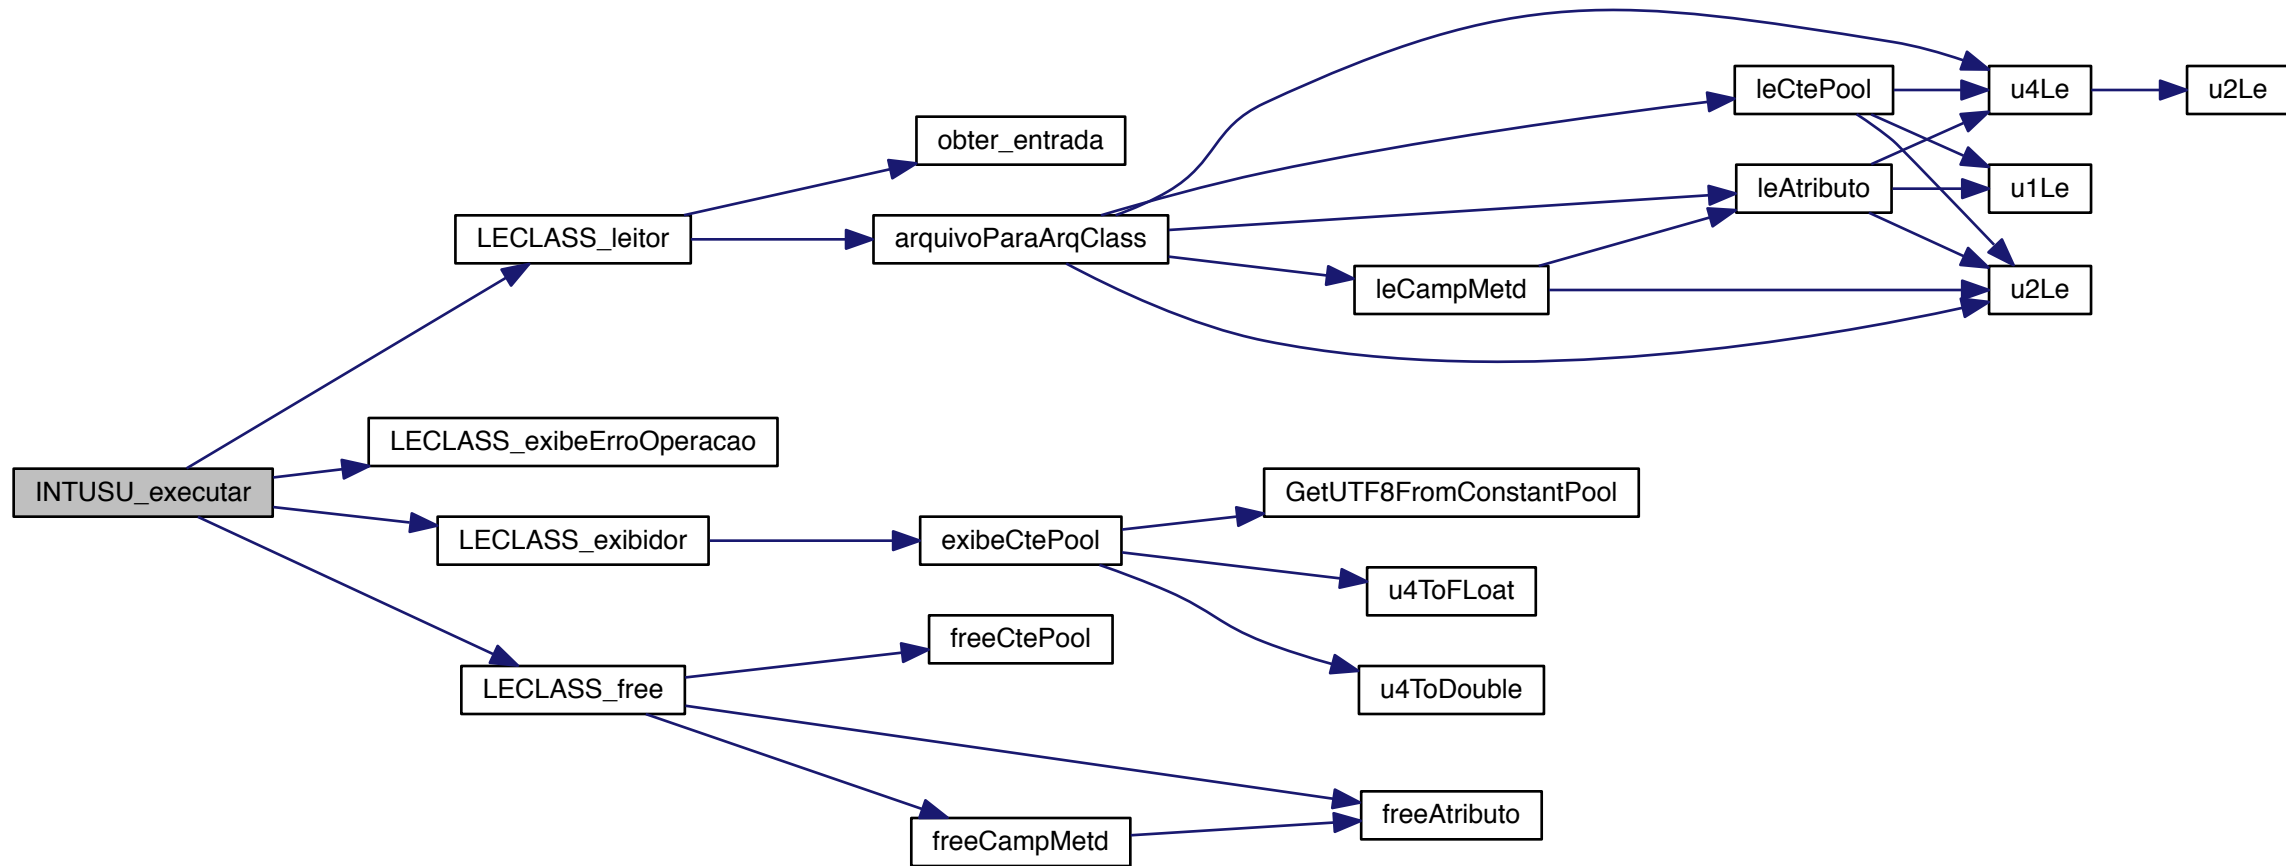 leCtePool
u4Le
u2Le
obter_entrada
leAtributo
u1Le
LECLASS_leitor
arquivoParaArqClass
leCampMetd
u2Le
LECLASS_exibeErroOperacao
INTUSU_executar
GetUTF8FromConstantPool
LECLASS_exibidor
exibeCtePool
u4ToFLoat
freeCtePool
LECLASS_free
u4ToDouble
freeAtributo
freeCampMetd